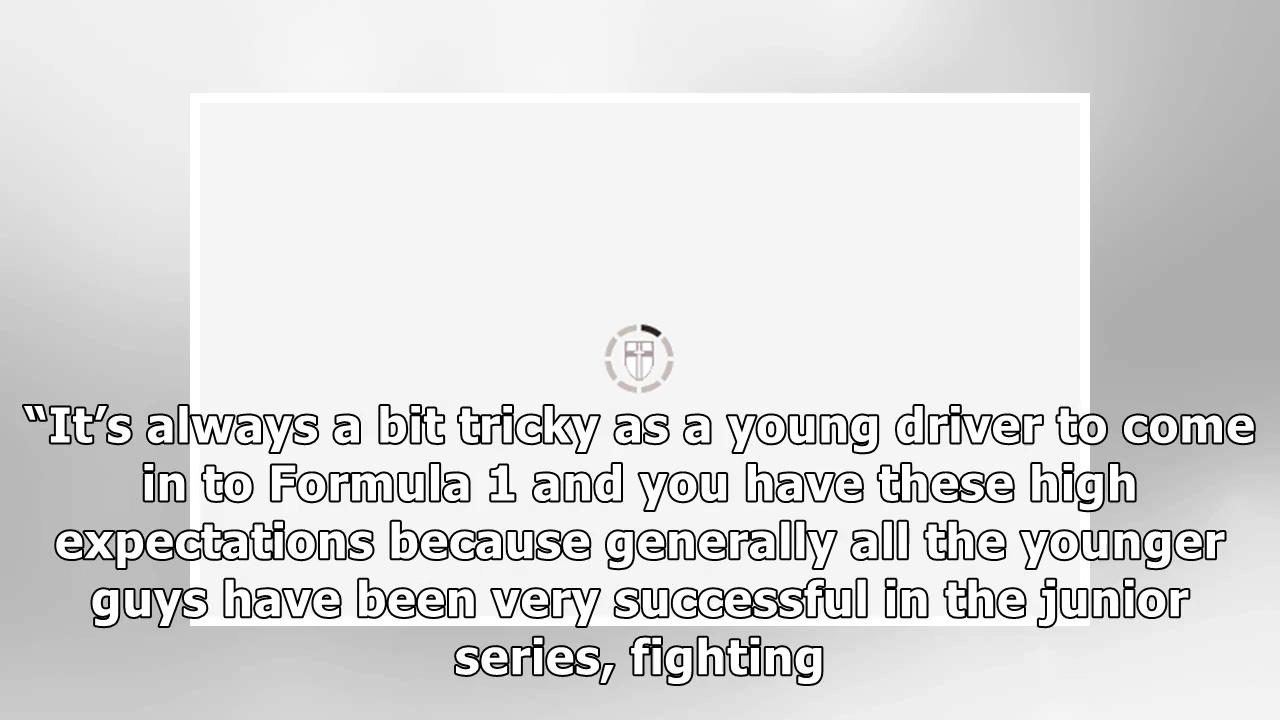 “It’s always a bit tricky as a young driver to come
in to Formula 1 and you have these high
expectations because generally all the younger
guys have been very successful in the junior
series, fighting